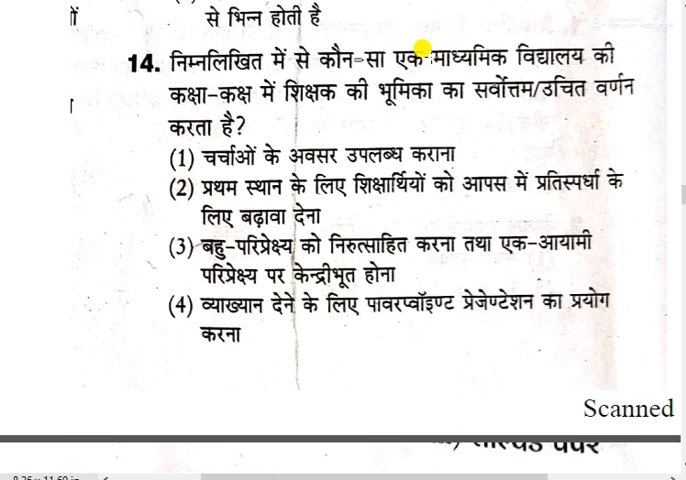 से भिन्न होती है
14. निम्नलिखित में से कौन-सा एक माध्यमिक विद्यालय की
कक्षा-कक्ष में शिक्षक की भूमिका का सर्वोत्तम/उचित वर्णन
करता है?
(1) चर्चाओं के अवसर उपलब्ध कराना
(2) प्रथम स्थान के लिए शिक्षार्थियों को आपस में प्रतिस्पर्धा के
लिए बढ़ावा देना
(3) बहु-परिप्रेक्ष्य को निरुत्साहित करना तथा एक-आयामी
परिप्रेक्ष्य पर केन्द्रीभूत होना
(4) व्याख्यान देने के लिए पावरप्वॉइण्ट प्रेजेण्टेशन का प्रयोग
करना
Scanned